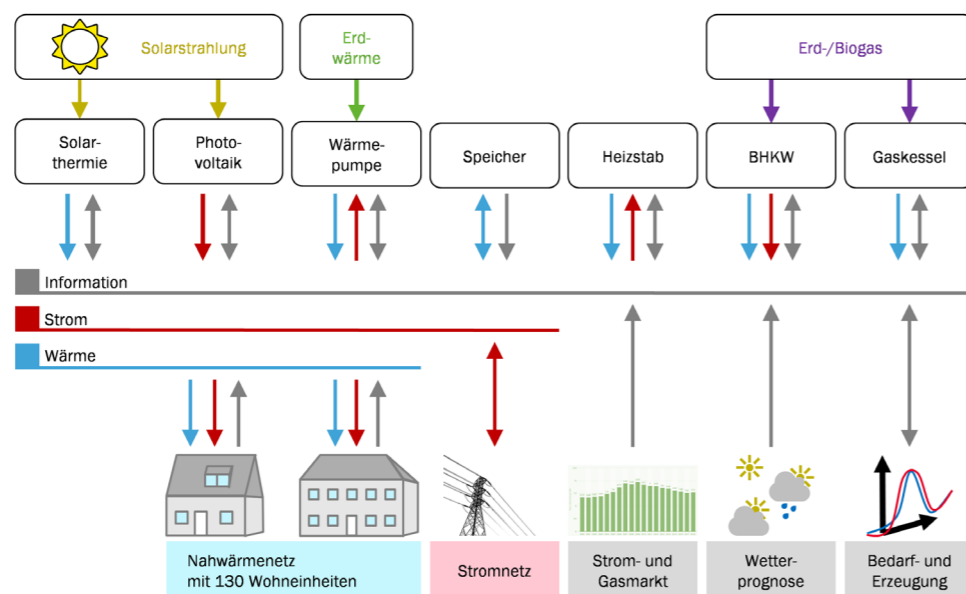 Solarstrahlung
Erd-
wärme
Erd-/Biogas
Solar-
thermie
Photo-
voltaik
Wärme-
pumpe
Speicher
Heizstab
BHKW
Gaskessel
Information
Strom
Wärme
Nahwärmenetz
mit 130 Wohneinheiten
Stromnetz
Strom- und
Gasmarkt
Wetter-
prognose
Bedarf- und
Erzeugung